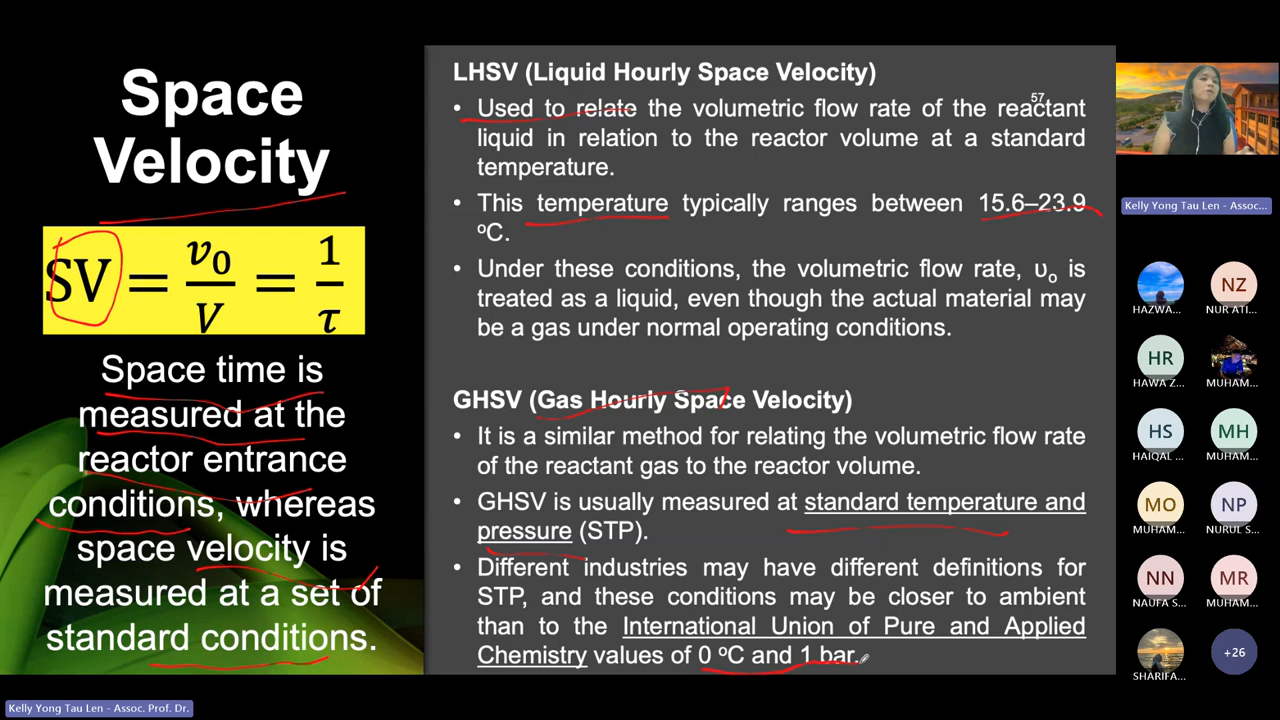 Space
Velocity
SV = v₀/V = 1/τ
Space time is
measured at the
reactor entrance
conditions, whereas
space velocity is
measured at a set of
standard conditions.
LHSV (Liquid Hourly Space Velocity)
57
• Used to relate the volumetric flow rate of the reactant
liquid in relation to the reactor volume at a standard
temperature.
• This temperature typically ranges between 15.6–23.9
ºC.
• Under these conditions, the volumetric flow rate, υₒ is
treated as a liquid, even though the actual material may
be a gas under normal operating conditions.
GHSV (Gas Hourly Space Velocity)
• It is a similar method for relating the volumetric flow rate
of the reactant gas to the reactor volume.
• GHSV is usually measured at standard temperature and
pressure (STP).
• Different industries may have different definitions for
STP, and these conditions may be closer to ambient
than to the International Union of Pure and Applied
Chemistry values of 0 ºC and 1 bar.
Kelly Yong Tau Len - Assoc...
HAZWA...
NZ
NUR ATI...
HR
HAWA Z...
MUHAM...
HS
HAIQAL ...
MH
MUHAM...
MO
MUHAM...
NP
NURUL S...
NN
NAUFA S...
MR
MUHAM...
SHARIFA...
+26
Kelly Yong Tau Len - Assoc. Prof. Dr.